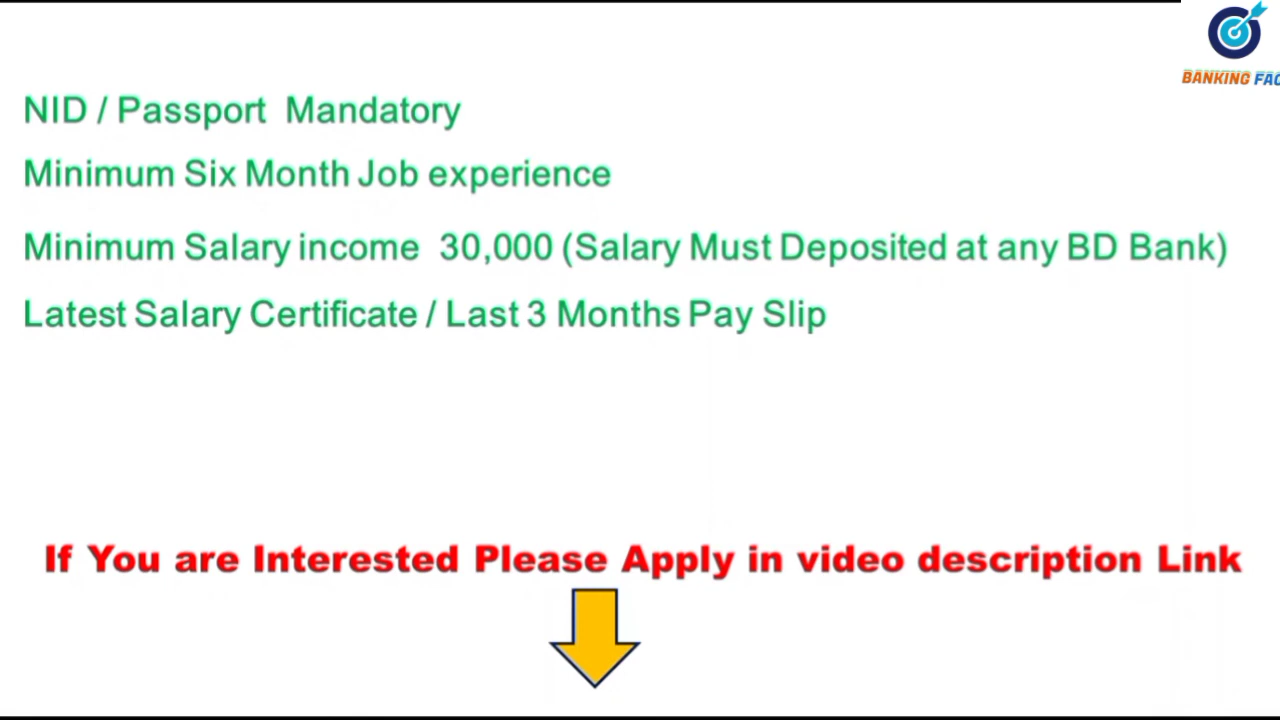 BANKING
NID / Passport Mandatory
Minimum Six Month Job experience
Minimum Salary income 30,000 (Salary Must Deposited at any BD Bank)
Latest Salary Certificate / Last 3 Months Pay Slip
If You are Interested Please Apply in video description Link